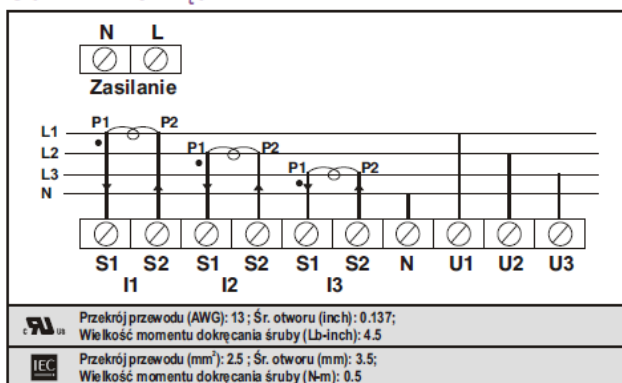 N L
Zasilanie
L1 P1 P2
L2 P1 P2
L3 P1 P2
N
S1 S2 S1 S2 S1 S2 N U1 U2 U3
I1 I2 I3
c RU us Przekrój przewodu (AWG): 13 ; Śr. otworu (inch): 0.137;
Wielkość momentu dokręcania śruby (Lb-inch): 4.5
IEC Przekrój przewodu (mm²): 2.5 ; Śr. otworu (mm): 3.5;
Wielkość momentu dokręcania śruby (N-m): 0.5